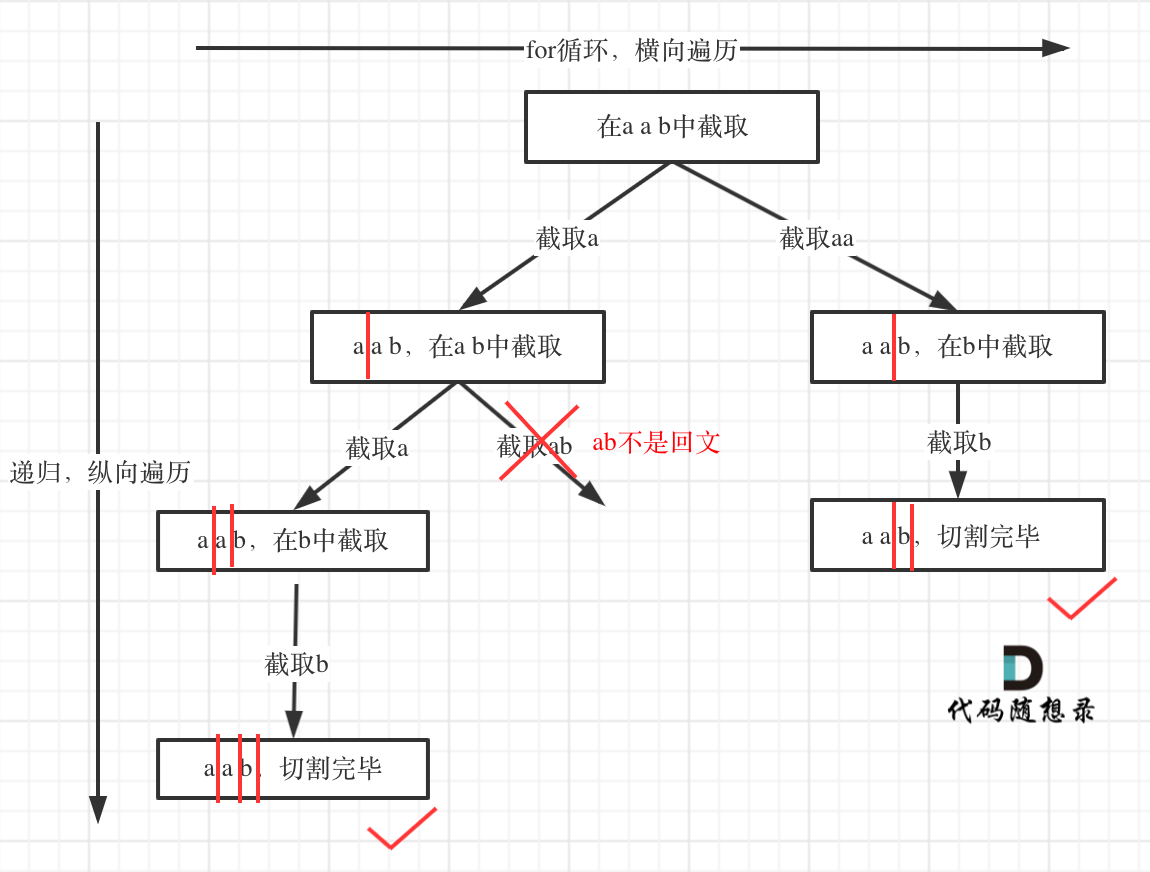 for循环，横向遍历
在a a b中截取
截取a
截取aa
a a b，在a b中截取
a a b，在b中截取
截取a
截取ab
ab不是回文
截取b
递归，纵向遍历
a a b，在b中截取
a a b，切割完毕
截取b
代码随想录
a a b，切割完毕